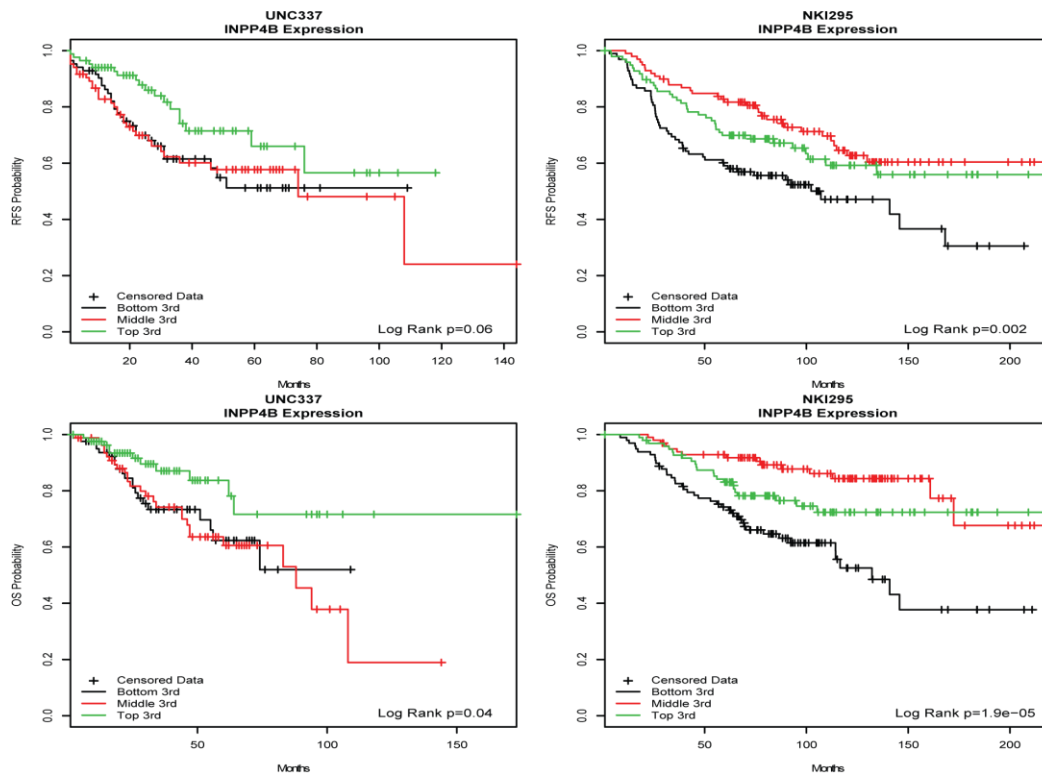 UNC337
INPP4B Expression
RFS Probability
1.0
0.8
0.6
0.4
0.2
0.0
Censored Data
Bottom 3rd
Middle 3rd
Top 3rd
Log Rank p=0.06
20 40 60 80 100 120 140
Months
NKI295
INPP4B Expression
RFS Probability
1.0
0.8
0.6
0.4
0.2
0.0
Censored Data
Bottom 3rd
Middle 3rd
Top 3rd
Log Rank p=0.002
50 100 150 200
Months
UNC337
INPP4B Expression
OS Probability
1.0
0.8
0.6
0.4
0.2
0.0
Censored Data
Bottom 3rd
Middle 3rd
Top 3rd
Log Rank p=0.04
50 100 150
Months
NKI295
INPP4B Expression
OS Probability
1.0
0.8
0.6
0.4
0.2
0.0
Censored Data
Bottom 3rd
Middle 3rd
Top 3rd
Log Rank p=1.9e−05
50 100 150 200
Months